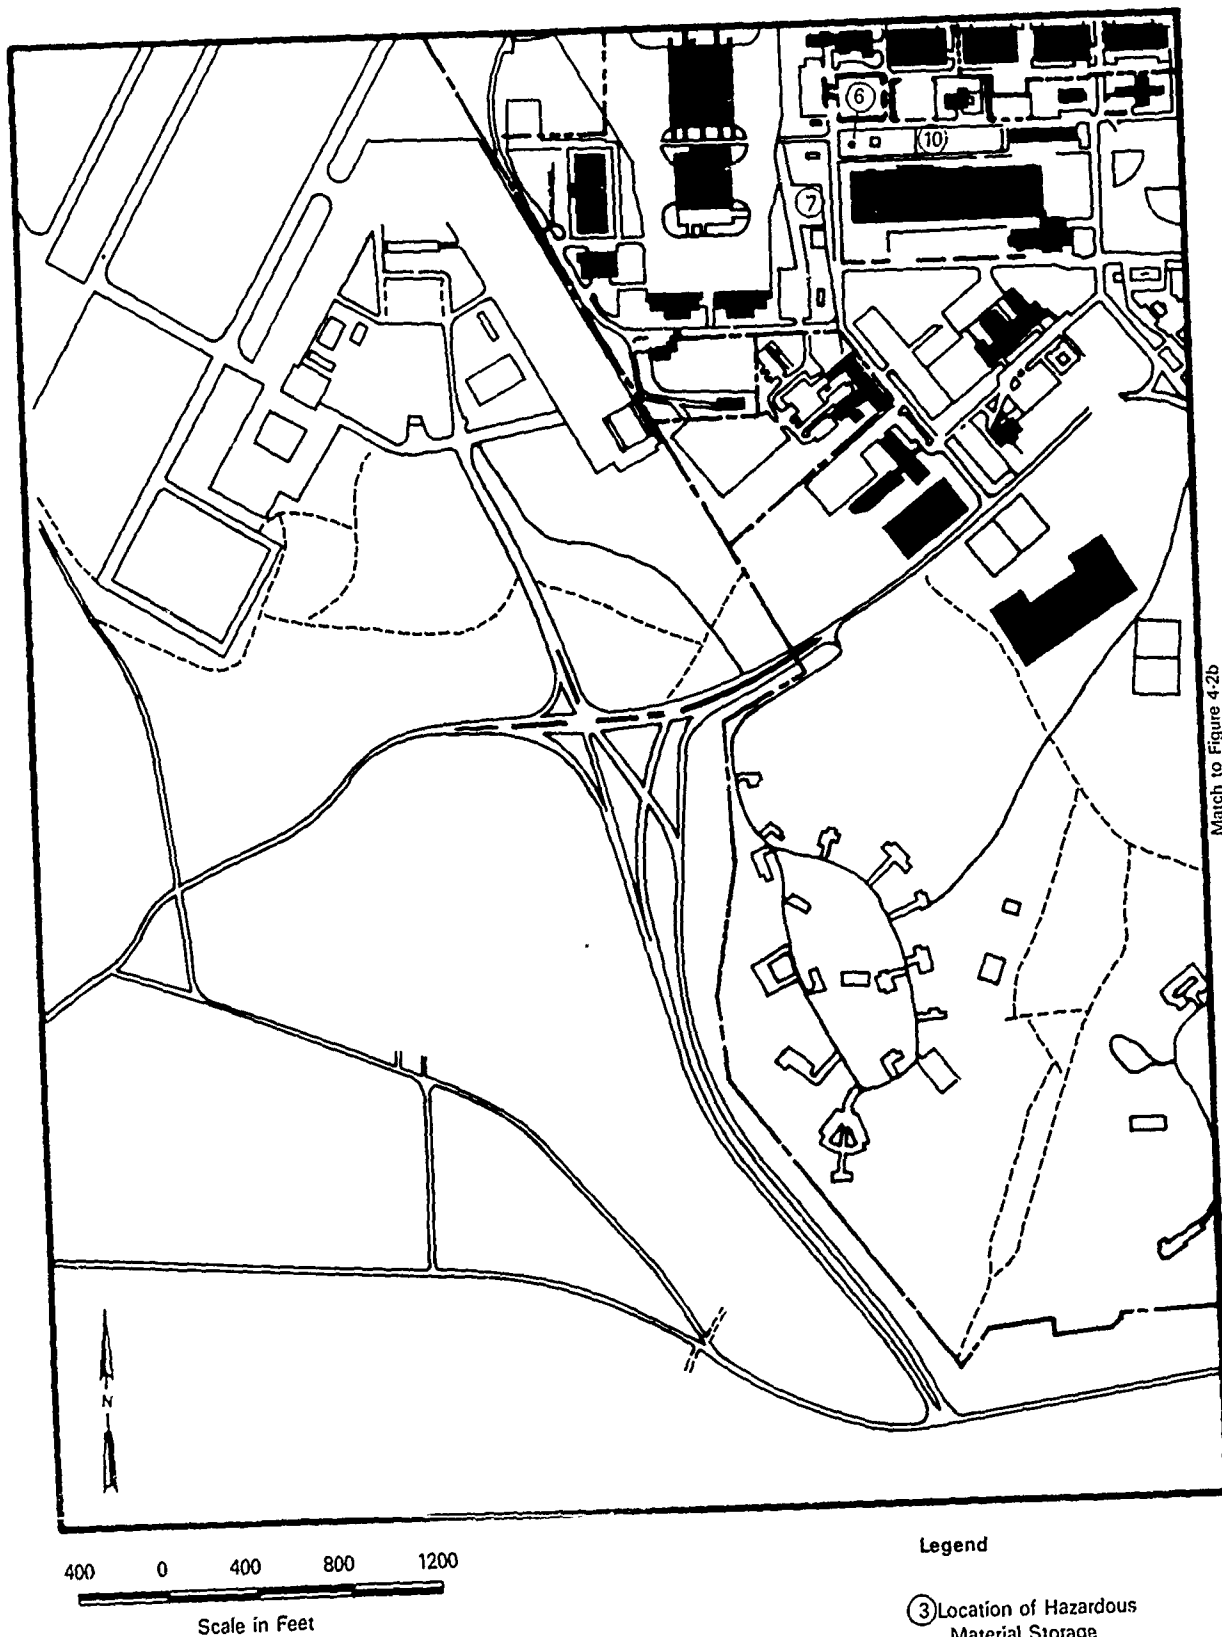 6
10
7
Match to Figure 4-2b
N
400 0 400 800 1200
Scale in Feet
Legend
3 Location of Hazardous
Material Storage